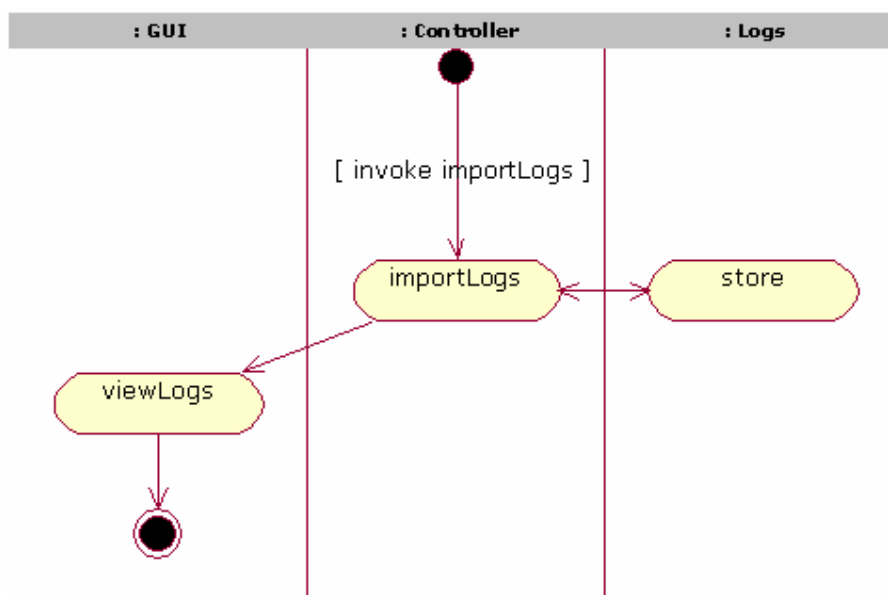 : GUI
: Controller
: Logs
[ invoke importLogs ]
importLogs
store
viewLogs